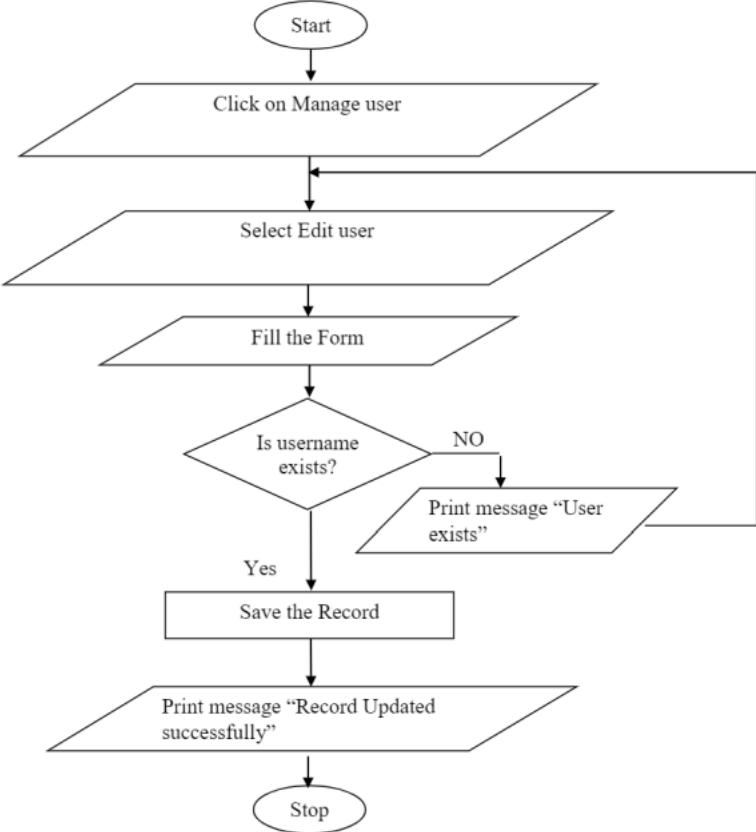 Start
Click on Manage user
Select Edit user
Fill the Form
Is username
exists?
NO
Print message “User
exists”
Yes
Save the Record
Print message “Record Updated
successfully”
Stop